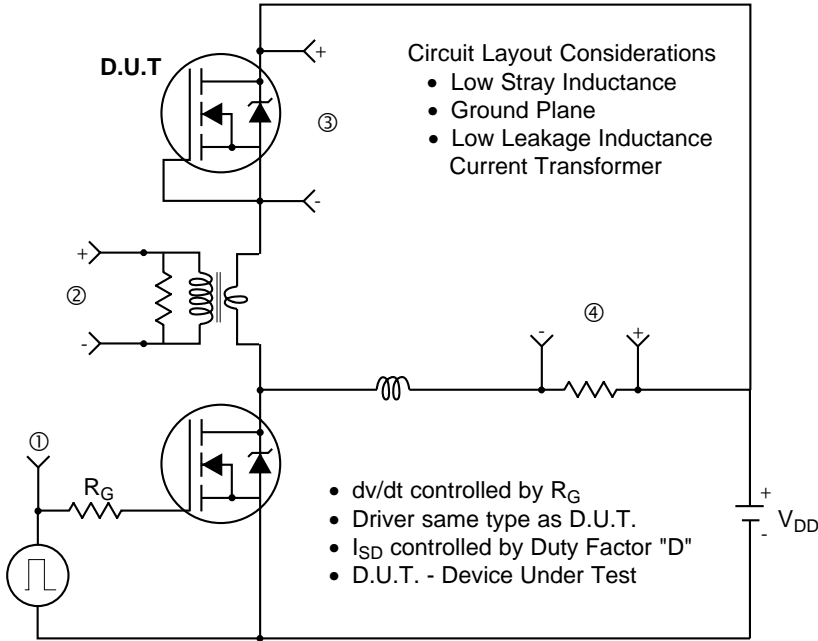 D.U.T
+
Circuit Layout Considerations
• Low Stray Inductance
• Ground Plane
• Low Leakage Inductance
Current Transformer
③
-
+
②
-
④
-
+
①
R_G
• dv/dt controlled by R_G
• Driver same type as D.U.T.
• I_SD controlled by Duty Factor "D"
• D.U.T. - Device Under Test
+
V_DD
-